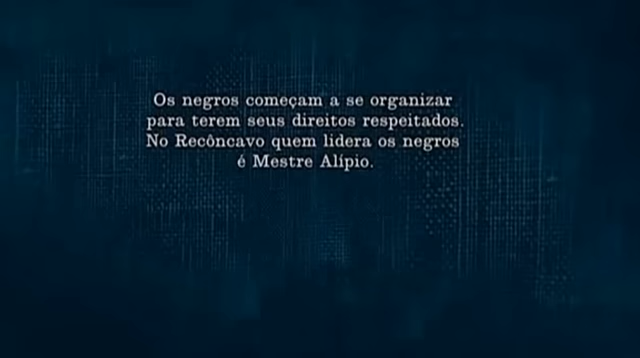 Os negros começam a se organizar
para terem seus direitos respeitados.
No Recôncavo quem lidera os negros
é Mestre Alípio.